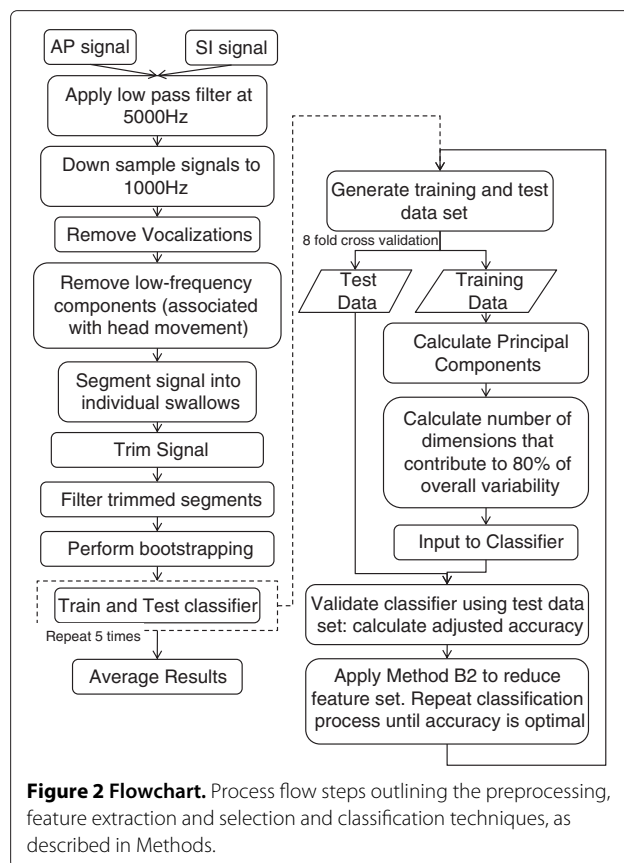 AP signal
SI signal
Apply low pass filter at
5000Hz
Down sample signals to
1000Hz
Remove Vocalizations
Remove low-frequency
components (associated
with head movement)
Segment signal into
individual swallows
Trim Signal
Filter trimmed segments
Perform bootstrapping
Train and Test classifier
Repeat 5 times
Average Results
Generate training and test
data set
8 fold cross validation
Test
Data
Training
Data
Calculate Principal
Components
Calculate number of
dimensions that
contribute to 80% of
overall variability
Input to Classifier
Validate classifier using test data
set: calculate adjusted accuracy
Apply Method B2 to reduce
feature set. Repeat classification
process until accuracy is optimal
Figure 2 Flowchart. Process flow steps outlining the preprocessing,
feature extraction and selection and classification techniques, as
described in Methods.